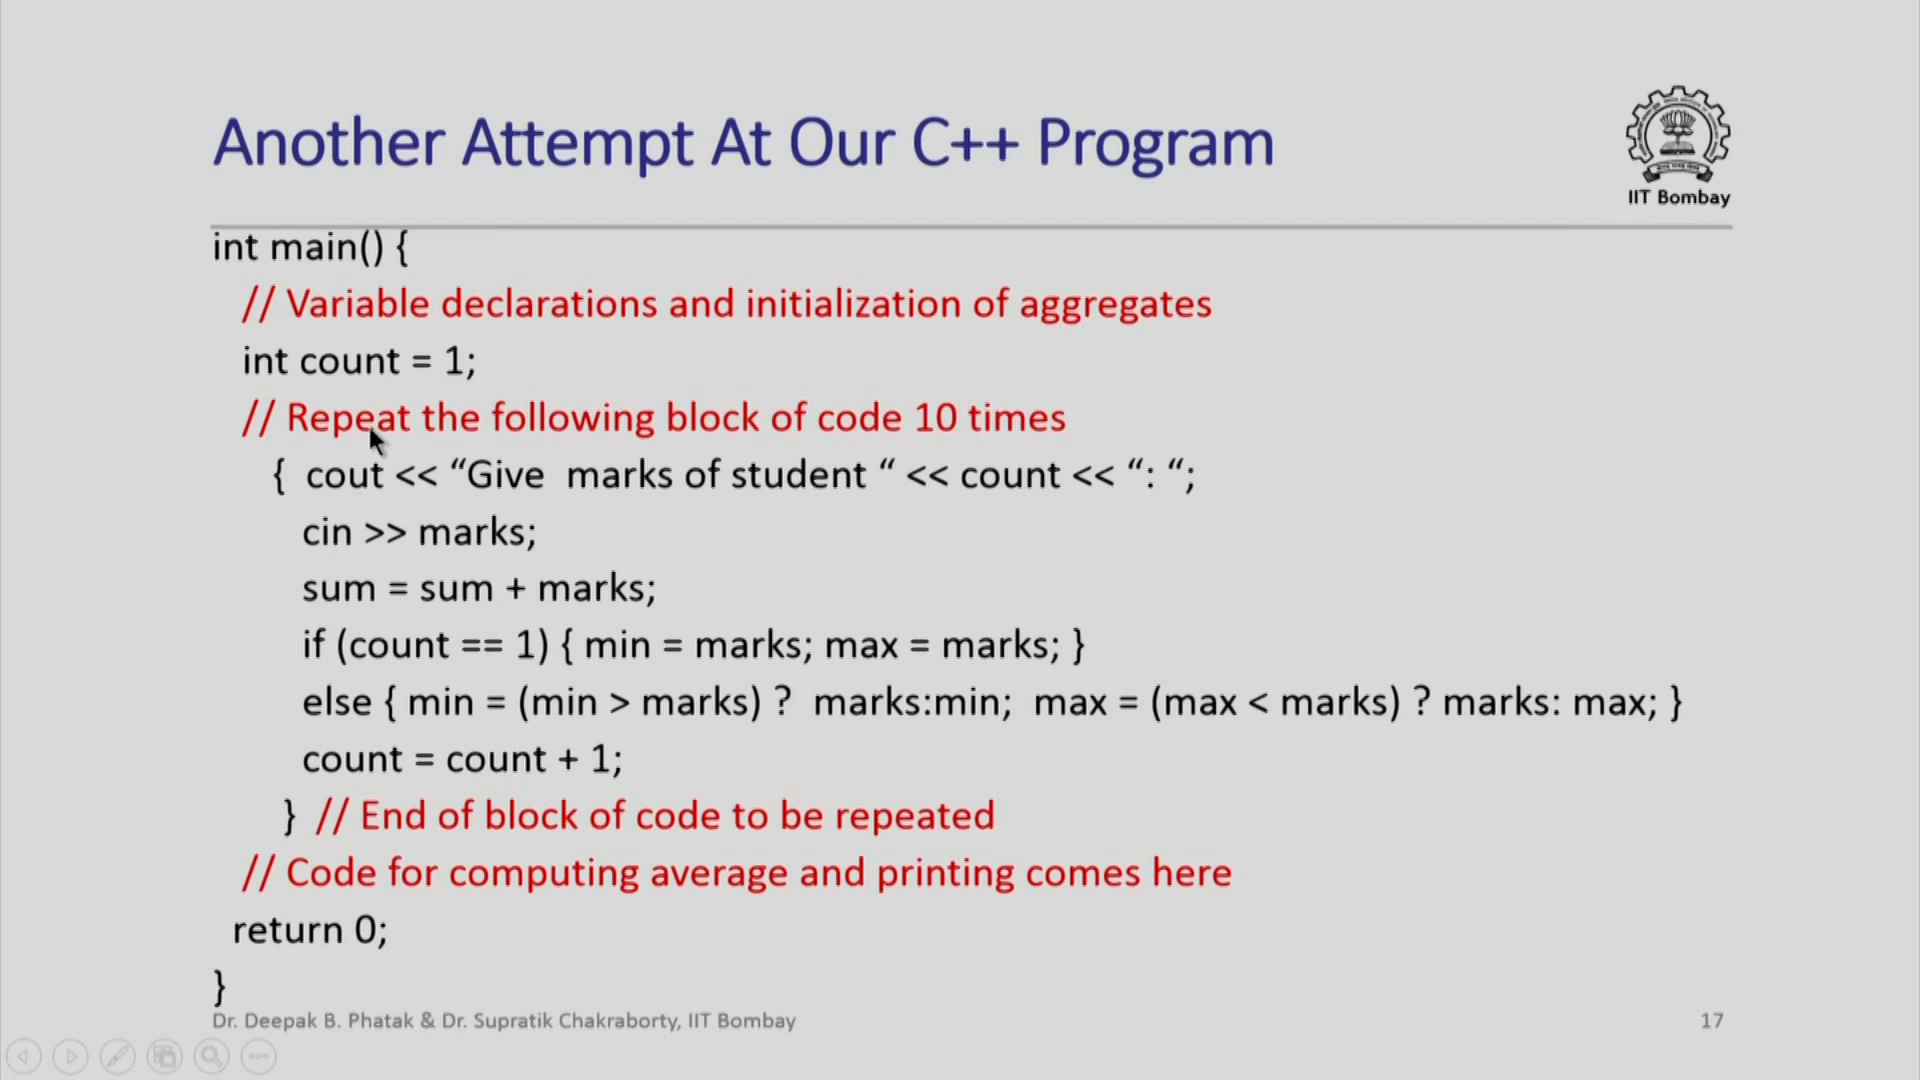 Another Attempt At Our C++ Program
IIT Bombay
int main() {
// Variable declarations and initialization of aggregates
int count = 1;
// Repeat the following block of code 10 times
{ cout << “Give  marks of student “ << count << “: “;
cin >> marks;
sum = sum + marks;
if (count == 1) { min = marks; max = marks; }
else { min = (min > marks) ?  marks:min;  max = (max < marks) ? marks: max; }
count = count + 1;
} // End of block of code to be repeated
// Code for computing average and printing comes here
return 0;
}
Dr. Deepak B. Phatak & Dr. Supratik Chakraborty, IIT Bombay
17